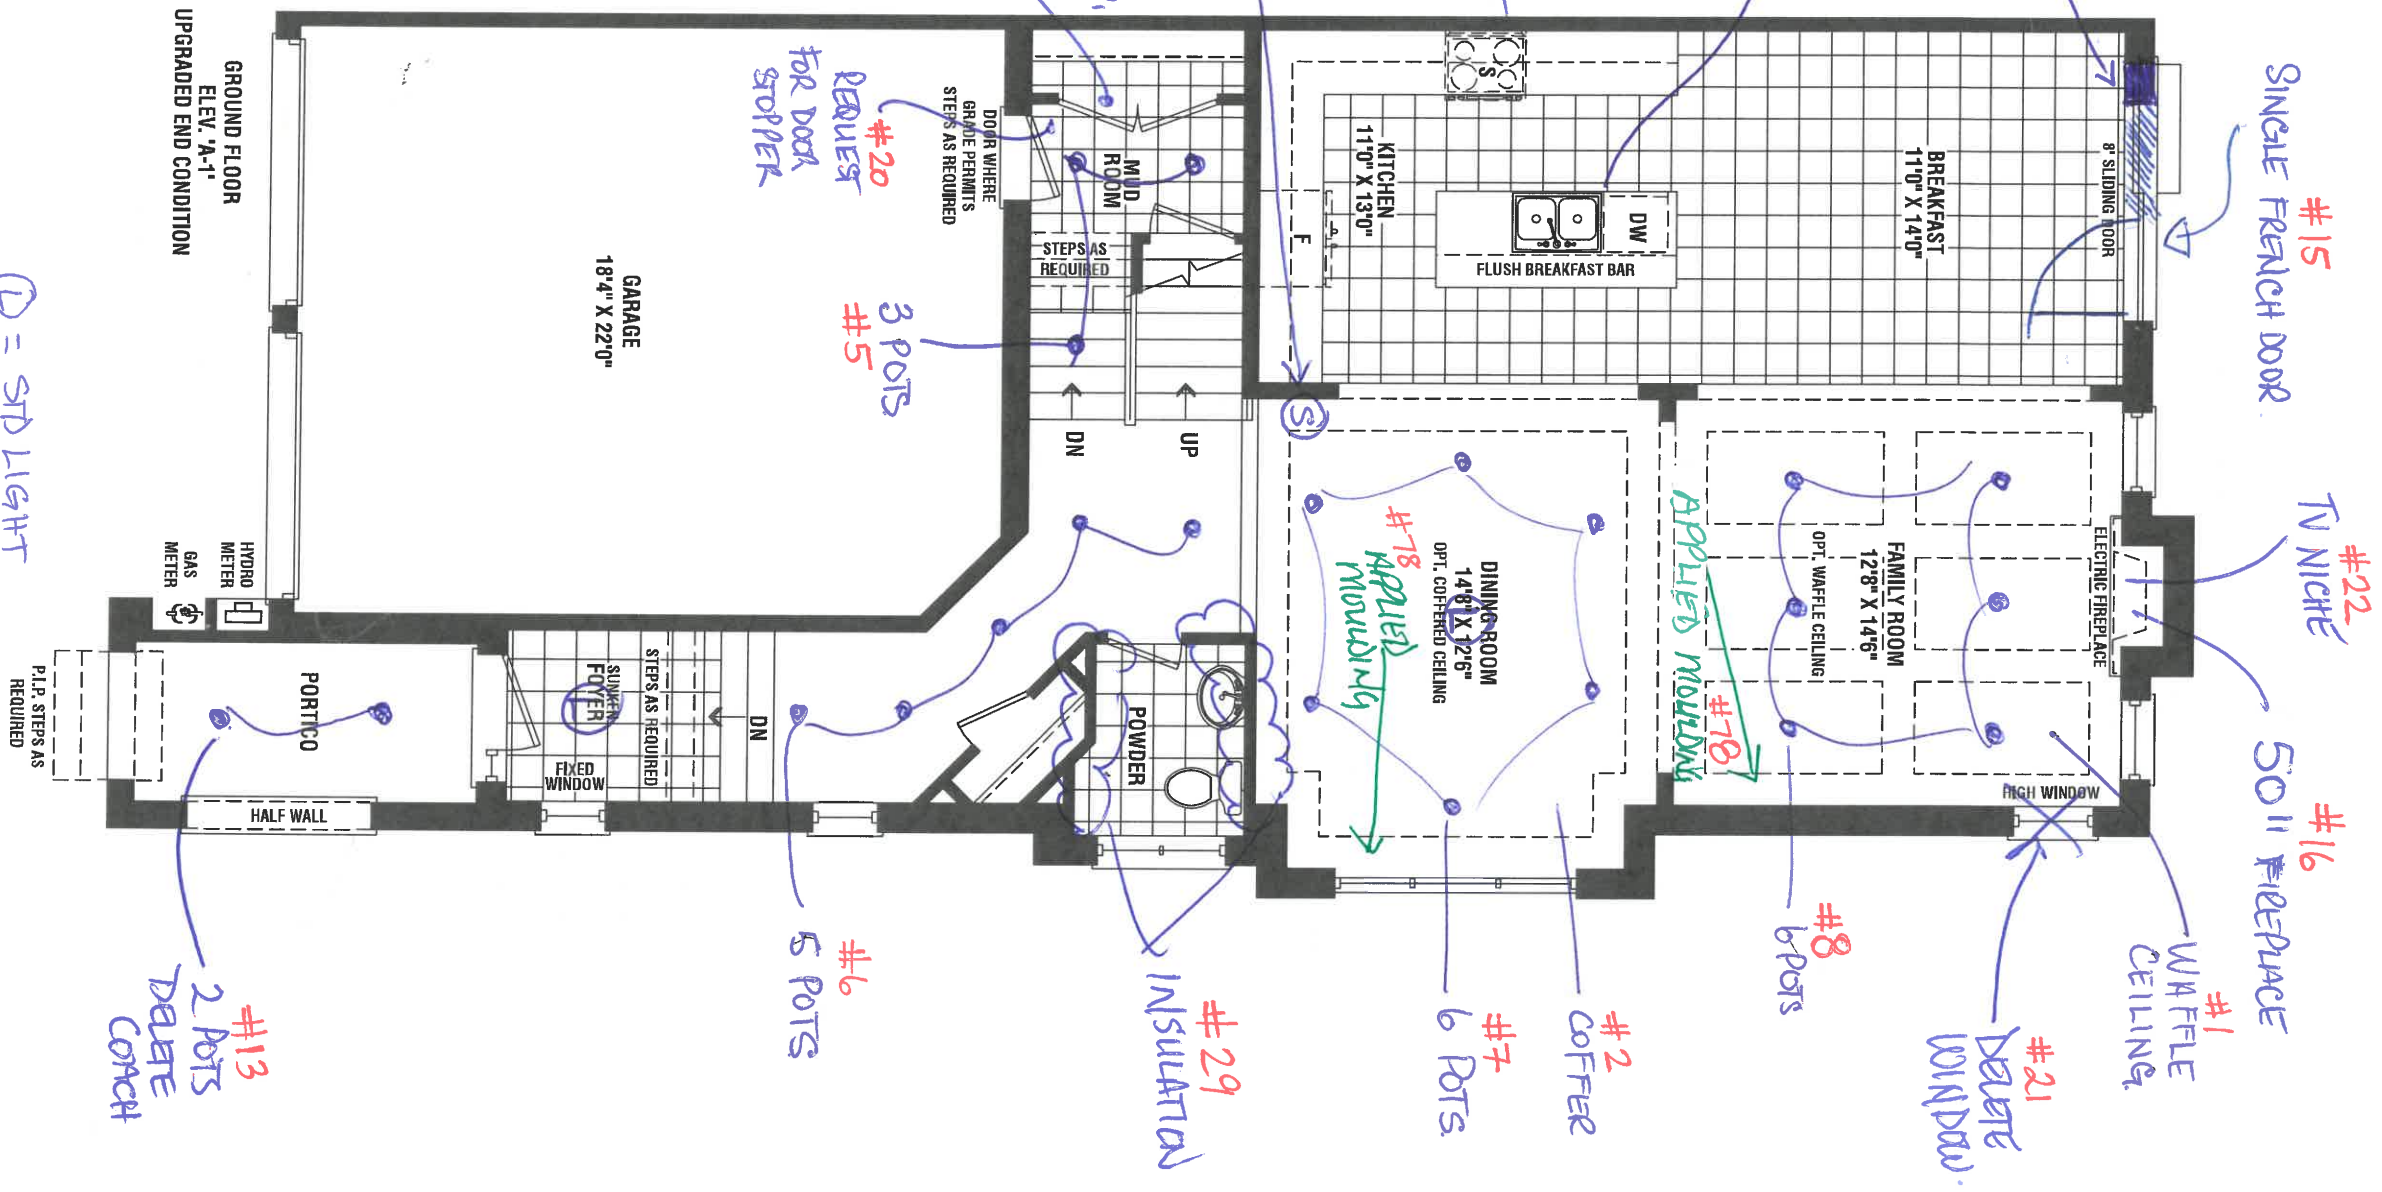 #15
SINGLE FRENCH DOOR.
#22
TV NICHE
#16
50" FIREPLACE
#1
WAFFLE
CEILING.
#21
DELETE
WINDOW.
8' SLIDING DOOR
BREAKFAST
11'0" X 14'0"
ELECTRIC FIREPLACE
FAMILY ROOM
12'8" X 14'6"
OPT. WAFFLE CEILING
HIGH WINDOW
APPLIED MOULDING
#78
#8
6 POTS
S
KITCHEN
11'0" X 13'0"
DW
FLUSH BREAKFAST BAR
F
S
DINING ROOM
14'8" X 12'6"
OPT. COFFERED CEILING
L
#78
APPLIED
MOULDING
#2
COFFER
#7
6 POTS.
MUD
ROOM
STEPS AS
REQUIRED
DOOR WHERE
GRADE PERMITS
STEPS AS REQUIRED
#20
REQUEST
FOR DOOR
STOPPER
3 POTS
#5
UP
DN
POWDER
#29
INSULATION
GARAGE
18'4" X 22'0"
DN
STEPS AS REQUIRED
SUNKEN
FOYER
L
FIXED
WINDOW
#6
5 POTS
PORTICO
HALF WALL
#13
2 POTS
DELETE
COACH
HYDRO
METER
GAS
METER
P.I.P. STEPS AS
REQUIRED
GROUND FLOOR
ELEV. 'A-1'
UPGRADED END CONDITION
L = STD LIGHT